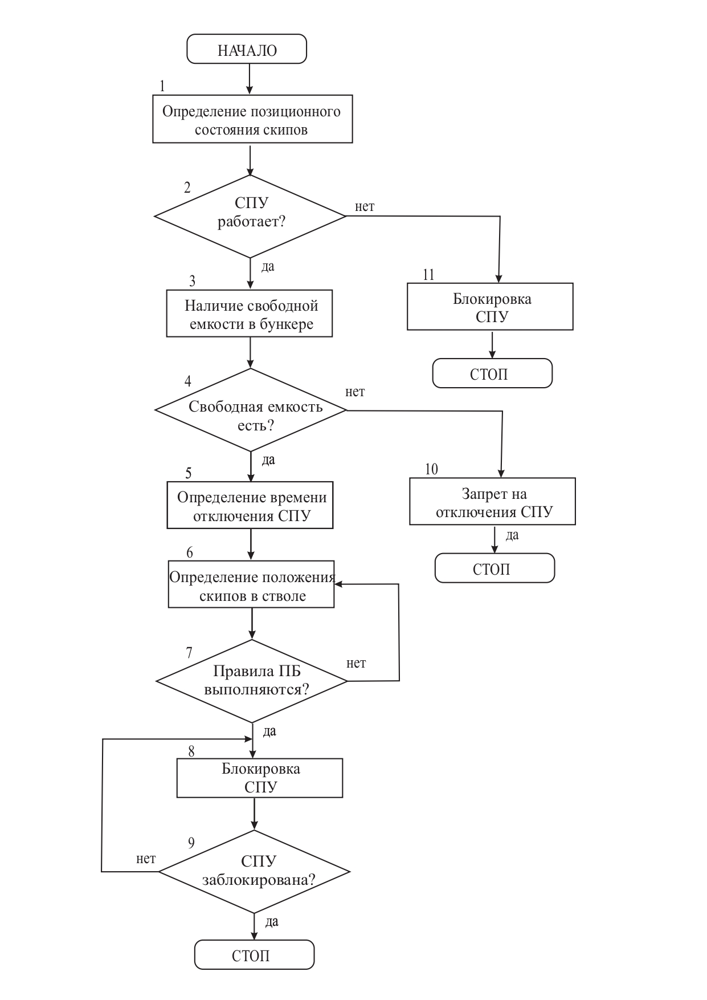 НАЧАЛО
1
Определение позиционного
состояния скипов
2
СПУ
работает?
нет
да
3
Наличие свободной
емкости в бункере
11
Блокировка
СПУ
СТОП
4
Свободная емкость
есть?
нет
да
5
Определение времени
отключения СПУ
10
Запрет на
отключения СПУ
да
СТОП
6
Определение положения
скипов в стволе
7
Правила ПБ
выполняются?
нет
да
8
Блокировка
СПУ
9
СПУ
заблокирована?
нет
да
СТОП